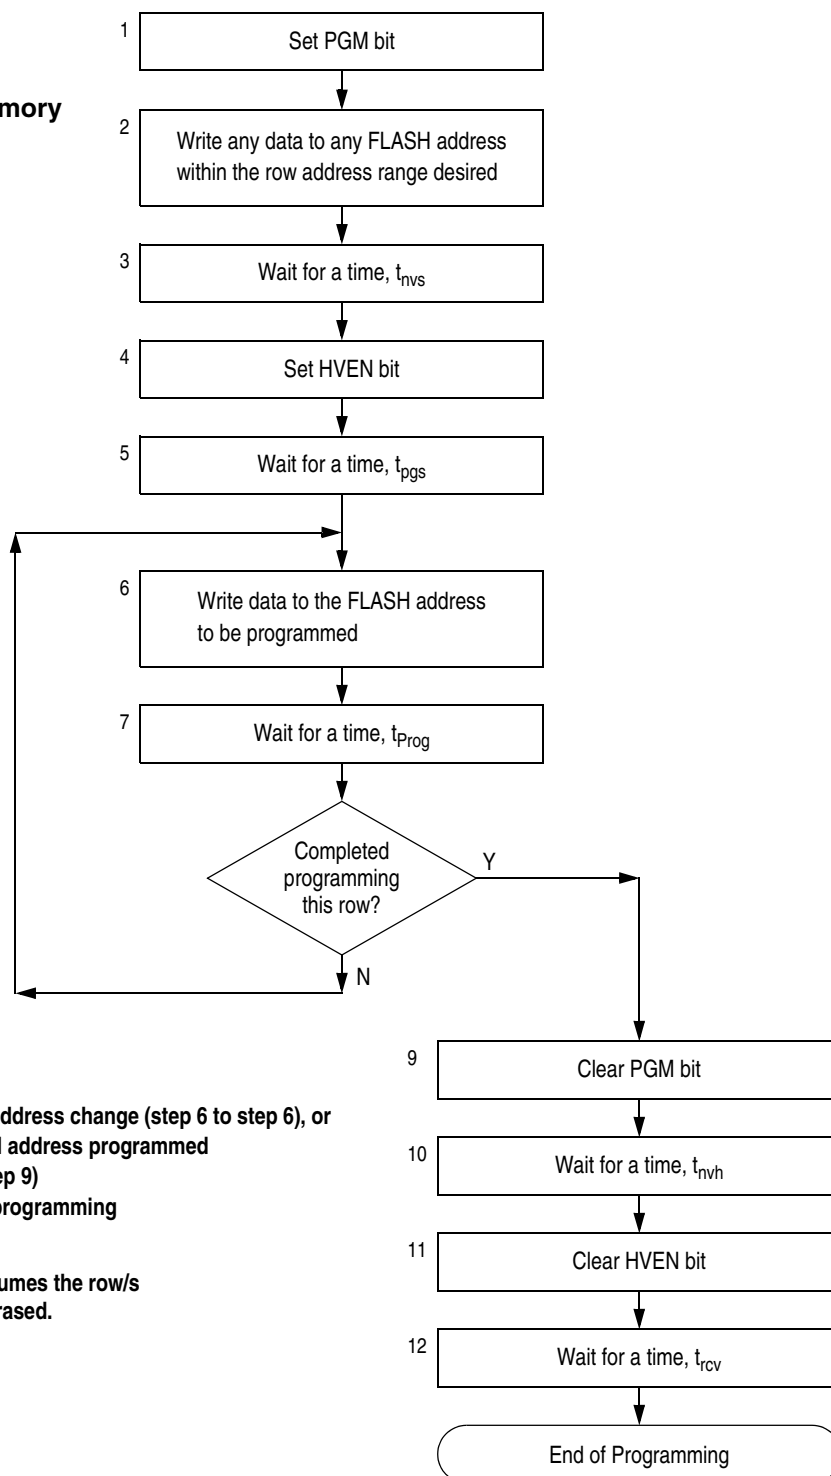 1
Set PGM bit
mory
2
Write any data to any FLASH address
within the row address range desired
3
Wait for a time, tnvs
4
Set HVEN bit
5
Wait for a time, tpgs
6
Write data to the FLASH address
to be programmed
7
Wait for a time, tProg
Completed
programming
this row?
Y
N
9
Clear PGM bit
ddress change (step 6 to step 6), or
address programmed
10
Wait for a time, tnvh
ep 9)
programming
11
Clear HVEN bit
umes the row/s
rased.
12
Wait for a time, trcv
End of Programming